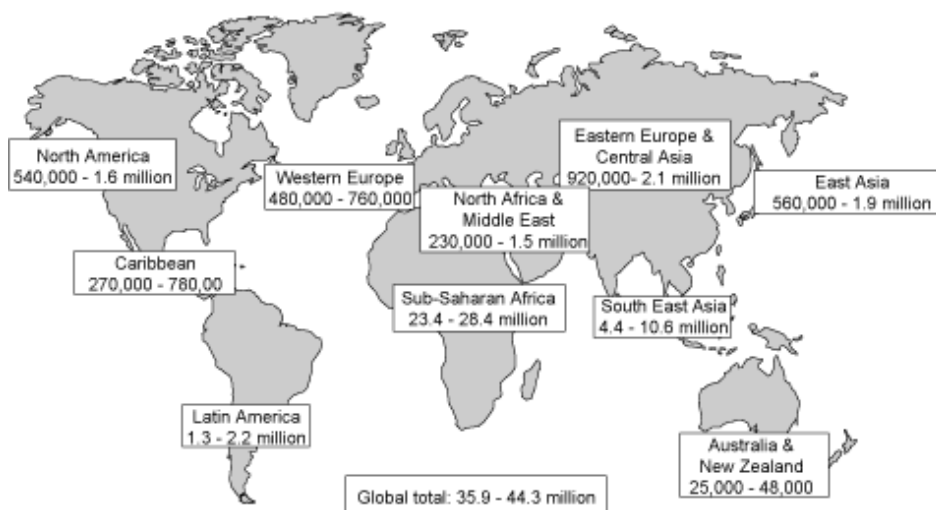 North America
540,000 - 1.6 million
Western Europe
480,000 - 760,000
Eastern Europe &
Central Asia
920,000- 2.1 million
East Asia
560,000 - 1.9 million
North Africa &
Middle East
230,000 - 1.5 million
Caribbean
270,000 - 780,00
Sub-Saharan Africa
23.4 - 28.4 million
South East Asia
4.4 - 10.6 million
Latin America
1.3 - 2.2 million
Australia &
New Zealand
25,000 - 48,000
Global total: 35.9 - 44.3 million